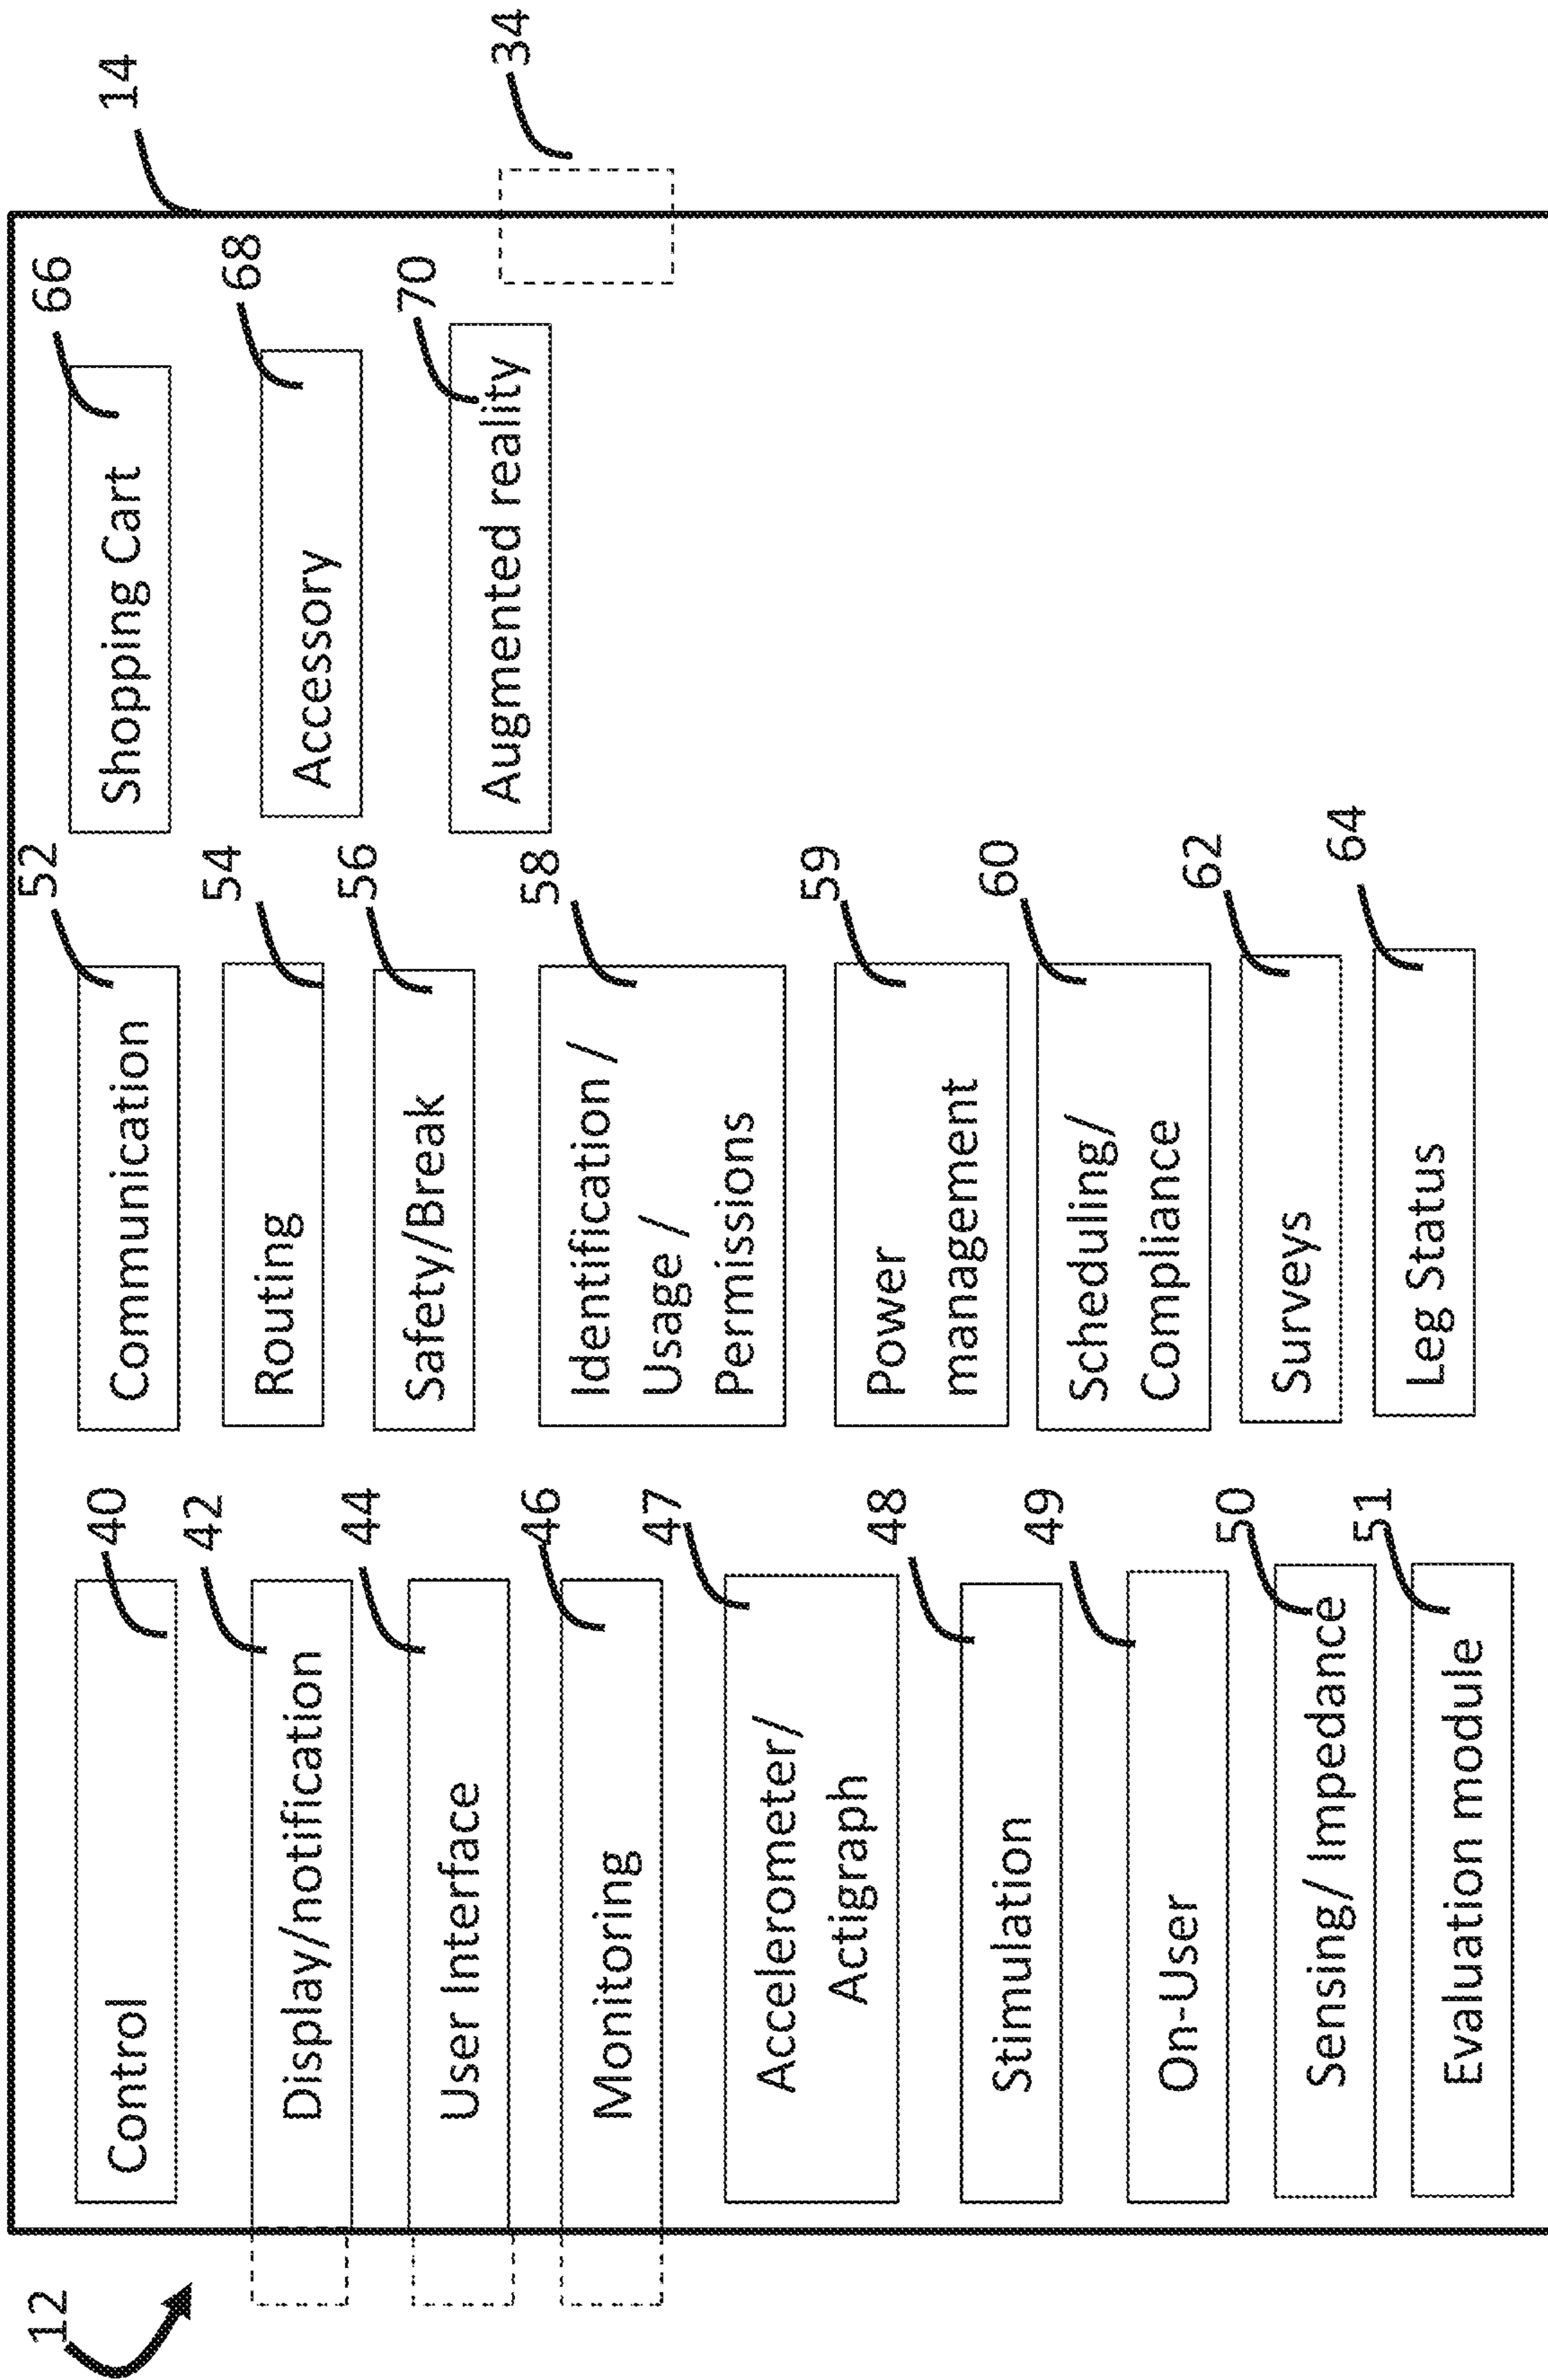 12
14
34
40
Control
42
Display/notification
44
User Interface
46
Monitoring
47
Accelerometer/
Actigraph
48
Stimulation
49
On-User
50
Sensing/ Impedance
51
Evaluation module
52
Communication
54
Routing
56
Safety/Break
58
Identification /
Usage /
Permissions
59
Power
management
60
Scheduling/
Compliance
62
Surveys
64
Leg Status
66
Shopping Cart
68
Accessory
70
Augmented reality